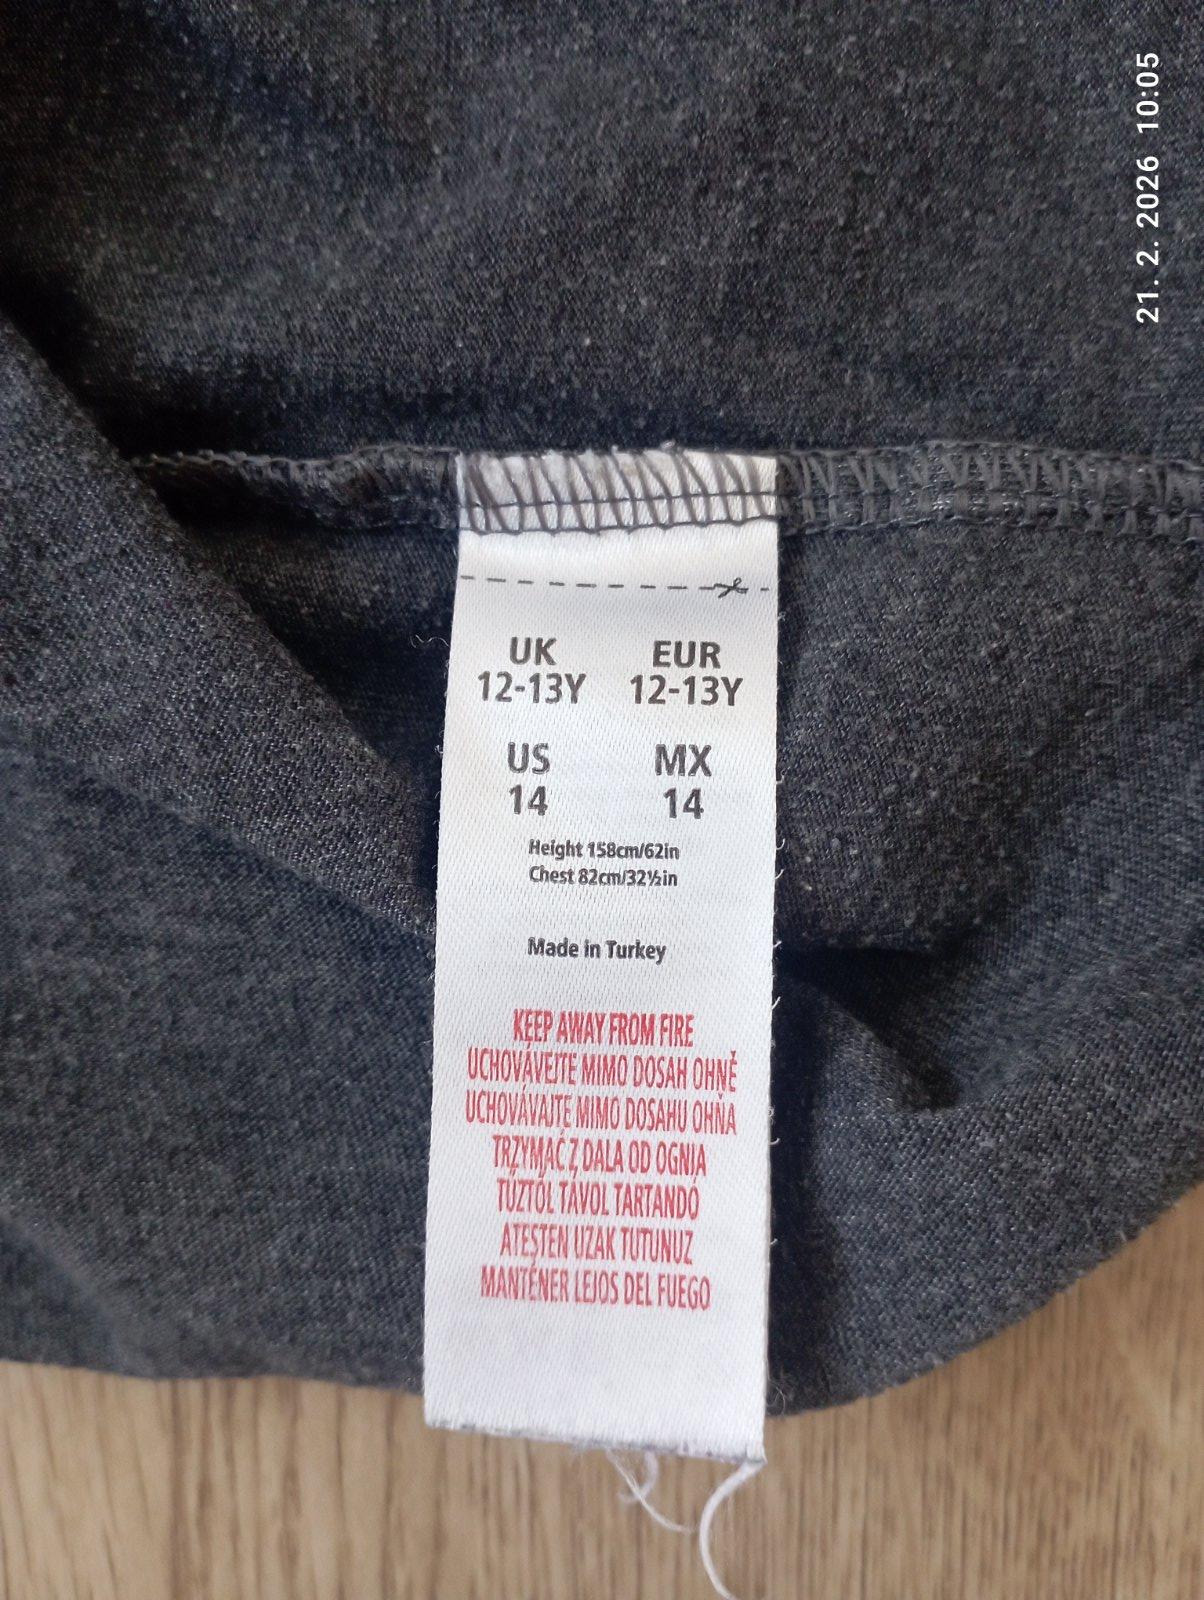 21. 2. 2026 10:05
UK EUR
12-13Y 12-13Y
US MX
14 14
Height 158cm/62in
Chest 82cm/32½in
Made in Turkey
KEEP AWAY FROM FIRE
UCHOVÁVEJTE MIMO DOSAH OHNĚ
UCHOVÁVAJTE MIMO DOSAHU OHŇA
TRZYMAĆ Z DALA OD OGNIA
TŰZTŐL TÁVOL TARTANDÓ
ATEŞTEN UZAK TUTUNUZ
MANTÉNER LEJOS DEL FUEGO